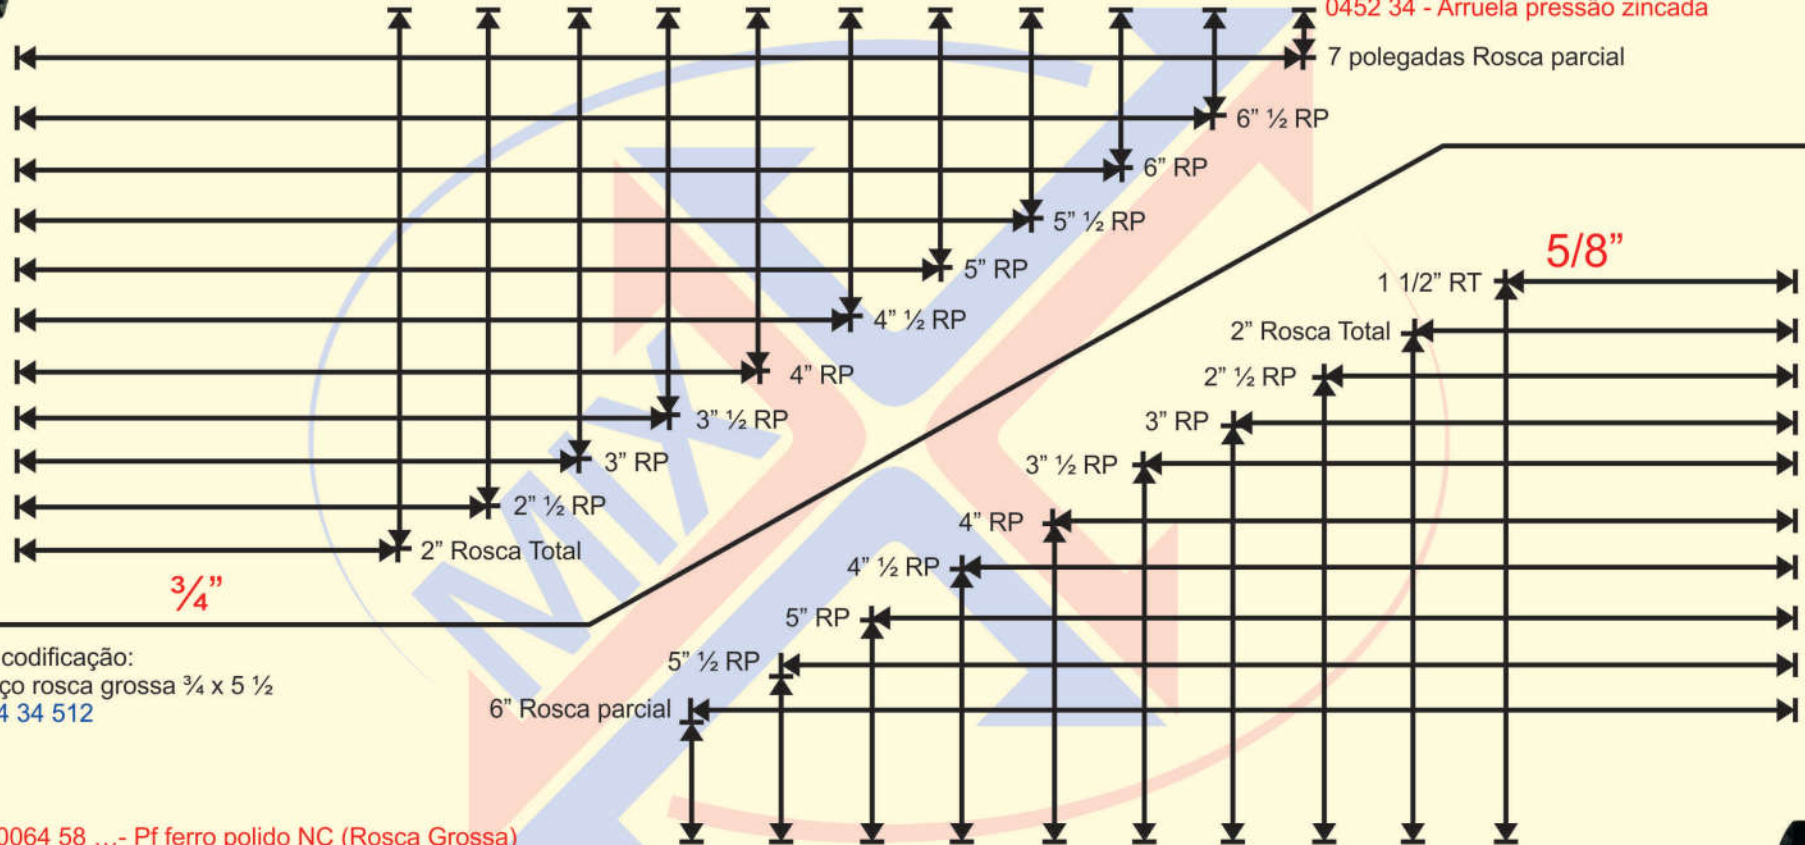 0452 34 - Arruela pressão zincada
7 polegadas Rosca parcial
6” ½ RP
6” RP
5” ½ RP
5” RP
4” ½ RP
4” RP
3” ½ RP
3” RP
2” ½ RP
2” Rosca Total
¾”
5/8”
1 1/2” RT
2” Rosca Total
2” ½ RP
3” RP
3” ½ RP
4” RP
4” ½ RP
5” RP
5” ½ RP
6” Rosca parcial
MIX
codificação:
ço rosca grossa ¾ x 5 ½
4 34 512
0064 58 ...- Pf ferro polido NC (Rosca Grossa)